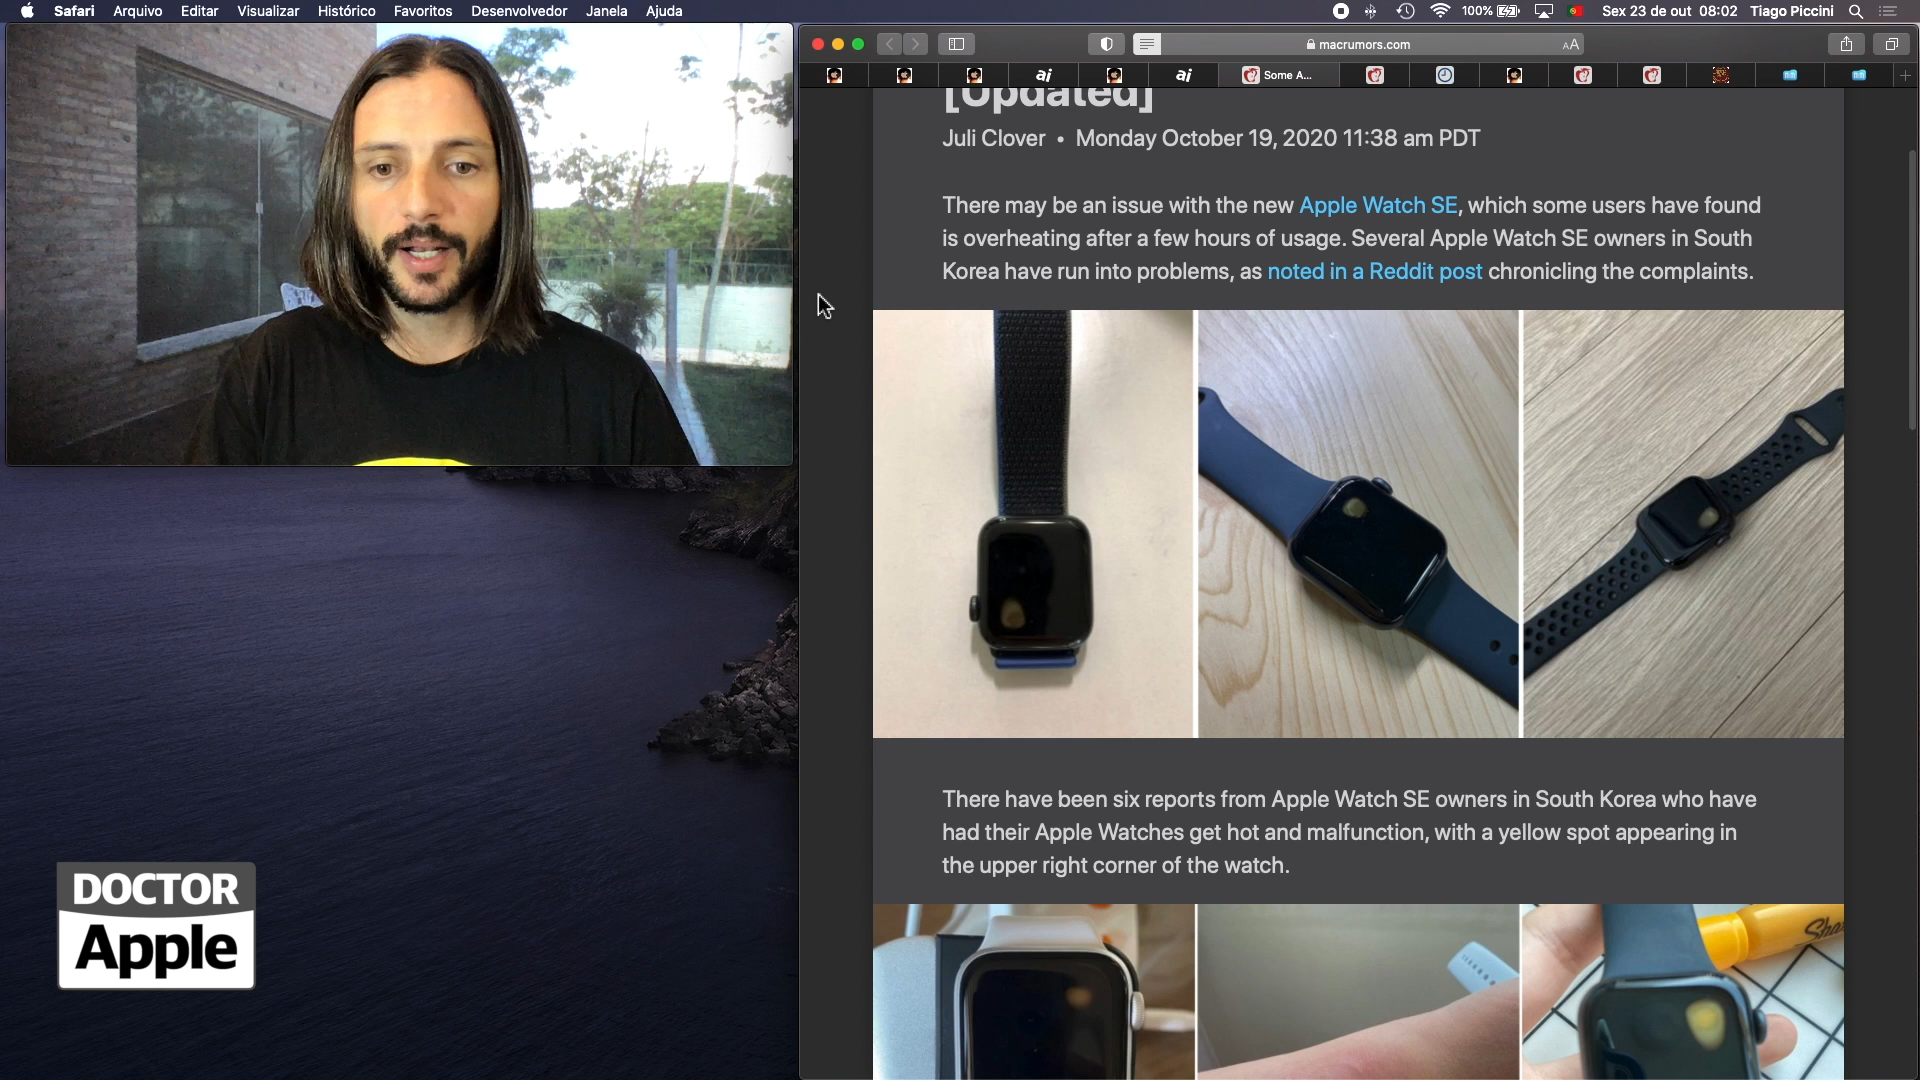 Safari Arquivo Editar Visualizar Histórico Favoritos Desenvolvedor Janela Ajuda
100% Sex 23 de out 08:02 Tiago Piccini
macrumors.com
AA
ai
ai
Some A...
[Updated]
Juli Clover • Monday October 19, 2020 11:38 am PDT
There may be an issue with the new Apple Watch SE, which some users have found
is overheating after a few hours of usage. Several Apple Watch SE owners in South
Korea have run into problems, as noted in a Reddit post chronicling the complaints.
There have been six reports from Apple Watch SE owners in South Korea who have
had their Apple Watches get hot and malfunction, with a yellow spot appearing in
the upper right corner of the watch.
DOCTOR
Apple